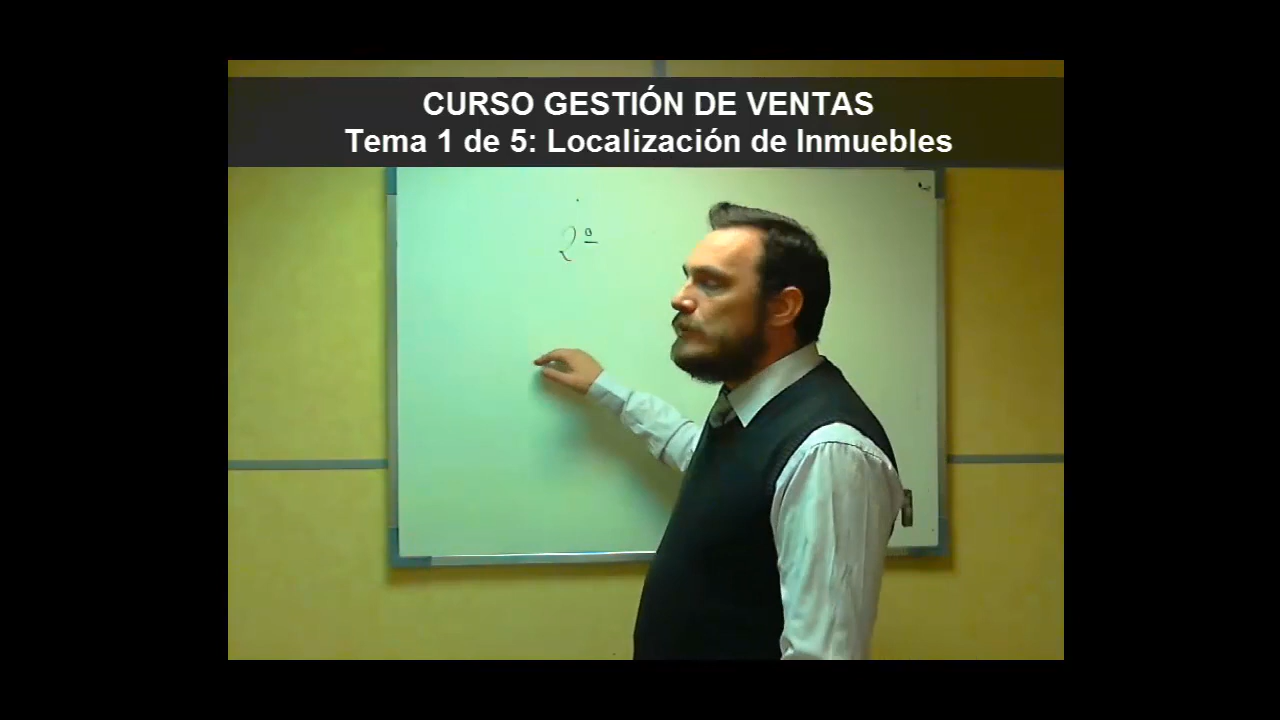 CURSO GESTIÓN DE VENTAS
Tema 1 de 5: Localización de Inmuebles
2º